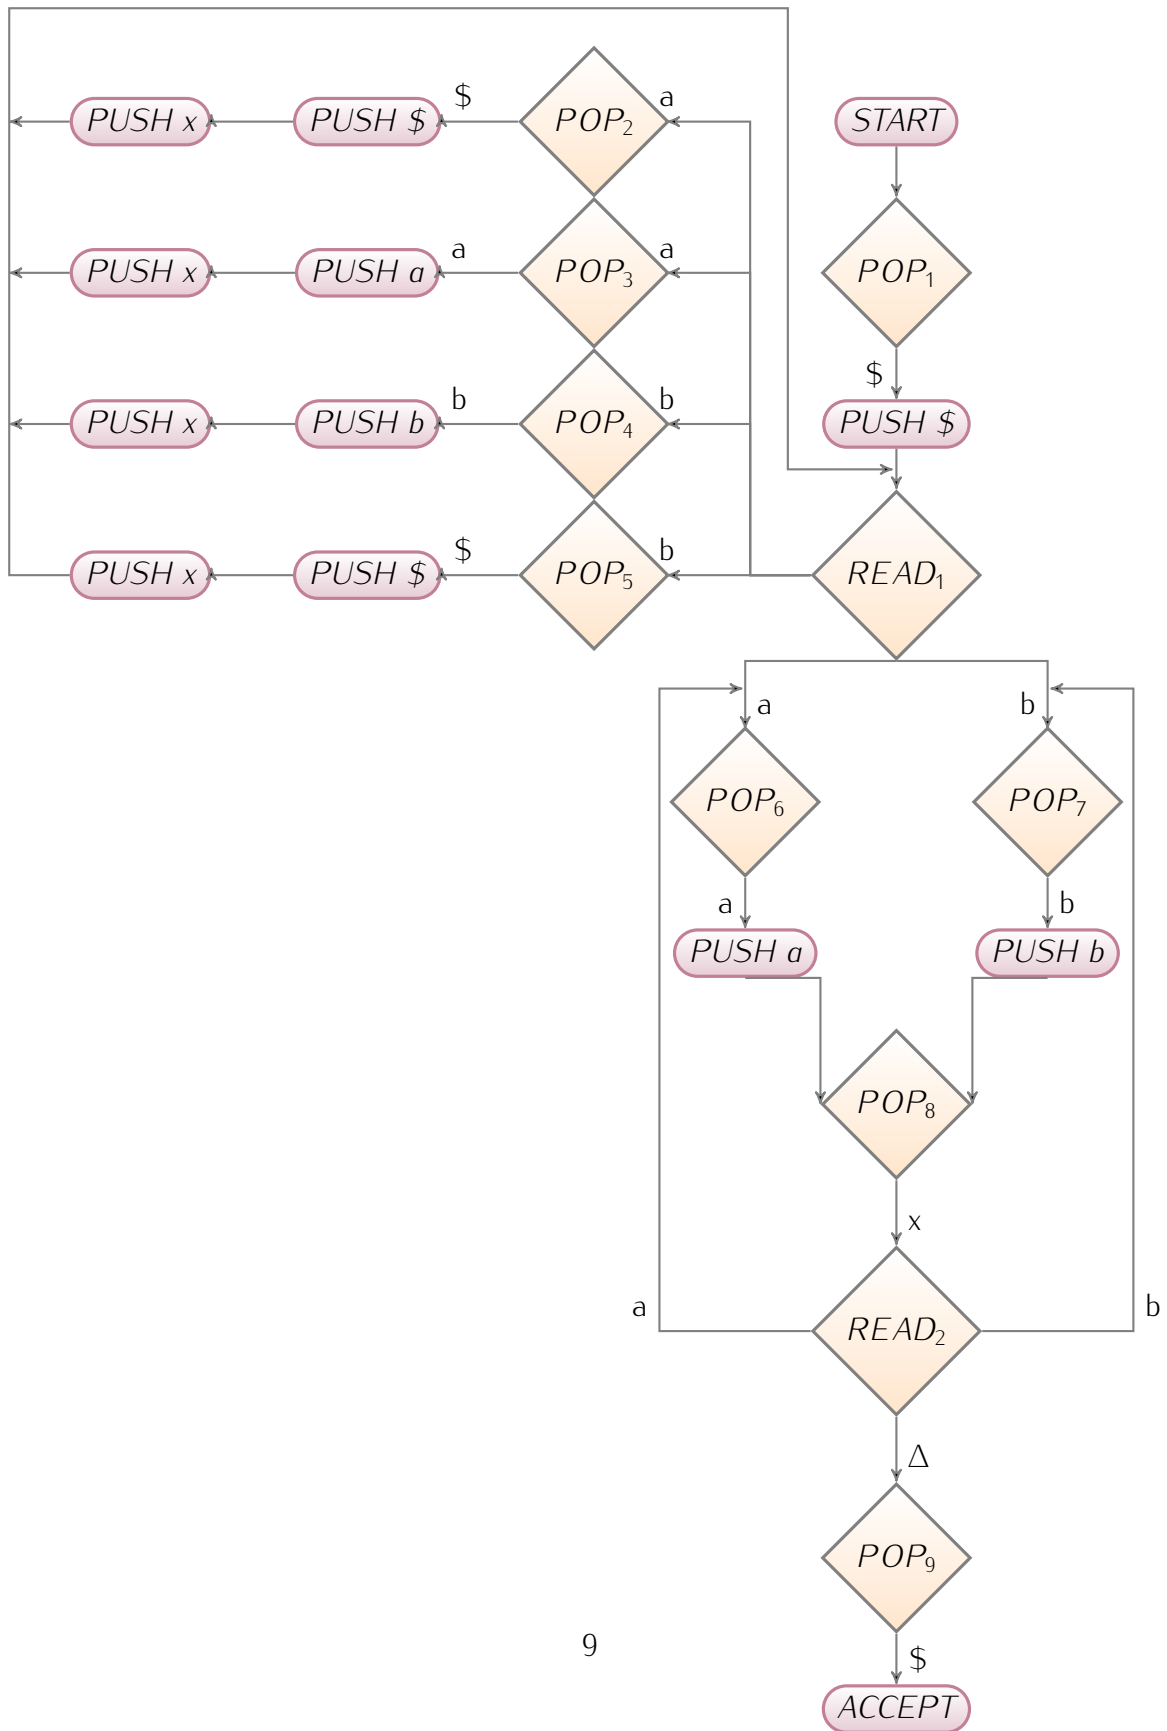 $ a
PUSH x PUSH $ POP2 START
a a
PUSH x PUSH a POP3 POP1
$
b b
PUSH x PUSH b POP4 PUSH $
$ b
PUSH x PUSH $ POP5 READ1
a b
POP6 POP7
a b
PUSH a PUSH b
POP8
x
a b
READ2
Δ
POP9
9
$
ACCEPT